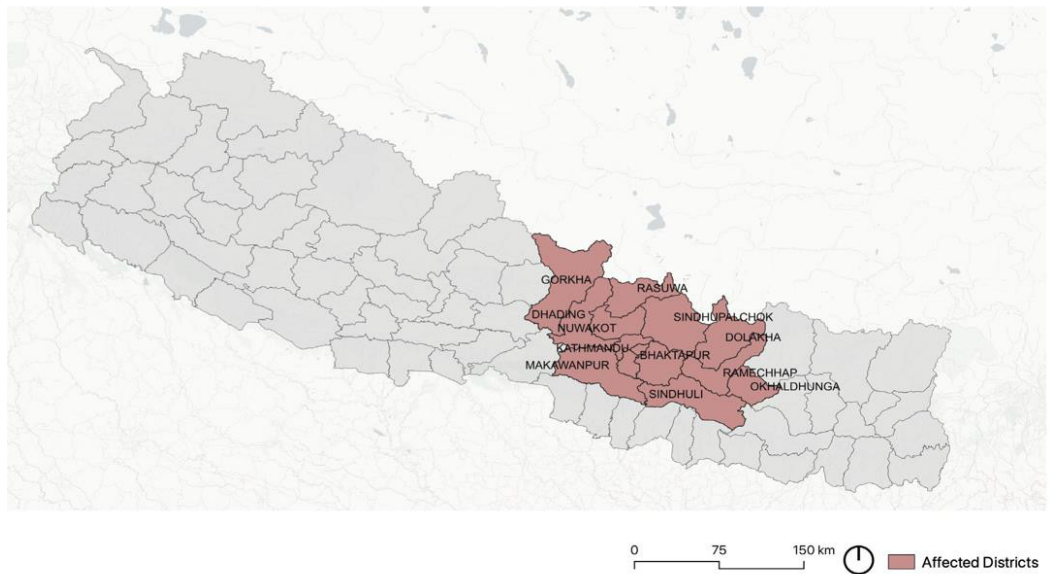 GORKHA
RASUWA
DHADING
SINDHUPALCHOK
NUWAKOT
DOLAKHA
KATHMANDU
BHAKTAPUR
MAKAWANPUR
RAMECHHAP
OKHALDHUNGA
SINDHULI
0 75 150 km
Affected Districts